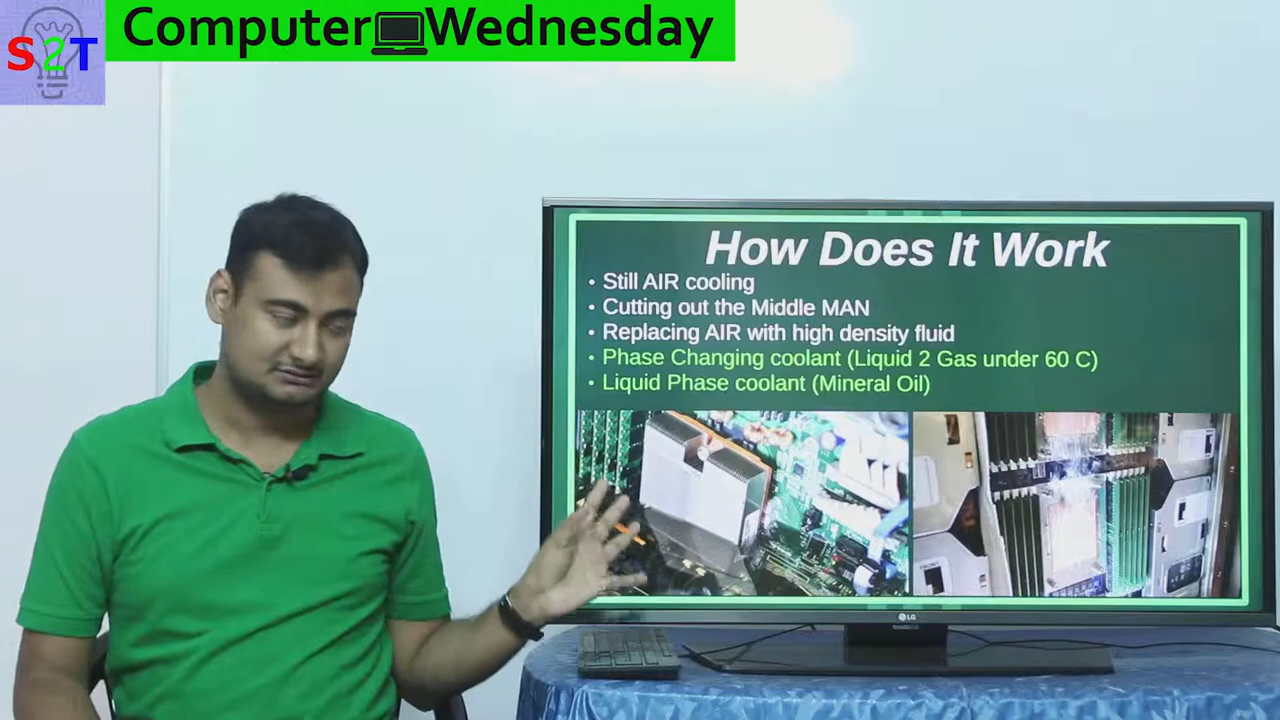 S2T
Computer Wednesday
How Does It Work
• Still AIR cooling
• Cutting out the Middle MAN
• Replacing AIR with high density fluid
• Phase Changing coolant (Liquid 2 Gas under 60 C)
• Liquid Phase coolant (Mineral Oil)
LG